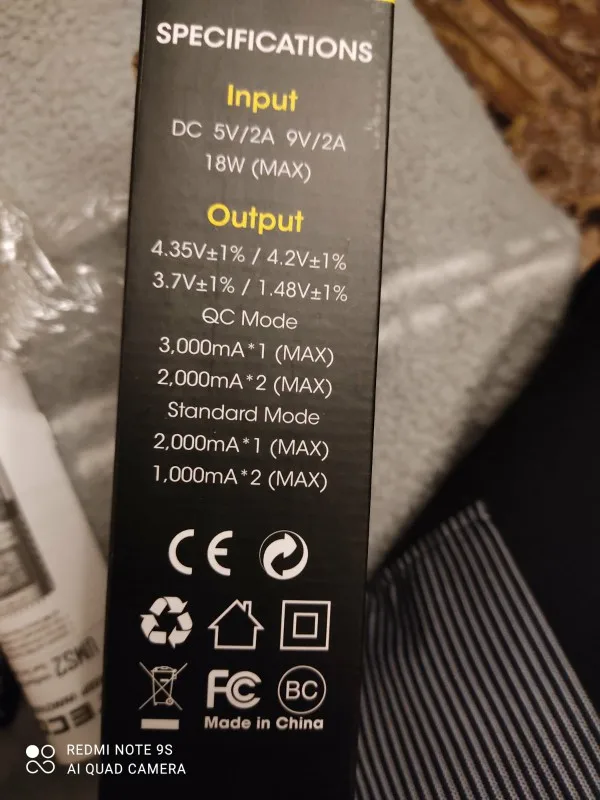 SPECIFICATIONS
Input
DC 5V/2A 9V/2A
18W (MAX)
Output
4.35V±1% / 4.2V±1%
3.7V±1% / 1.48V±1%
QC Mode
3,000mA*1 (MAX)
2,000mA*2 (MAX)
Standard Mode
2,000mA*1 (MAX)
1,000mA*2 (MAX)
CE
FC BC
Made in China
UMS2
REDMI NOTE 9S
AI QUAD CAMERA